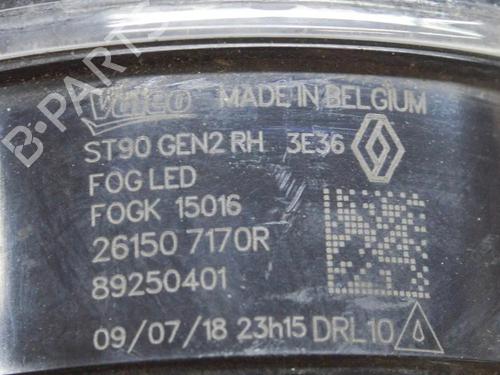 B-PARTS
Valeo MADE IN BELGIUM
ST90 GEN2 RH 3E36
FOG LED
FOGK 15016
26150 7170R
89250401
09/07/18 23h15 DRL10